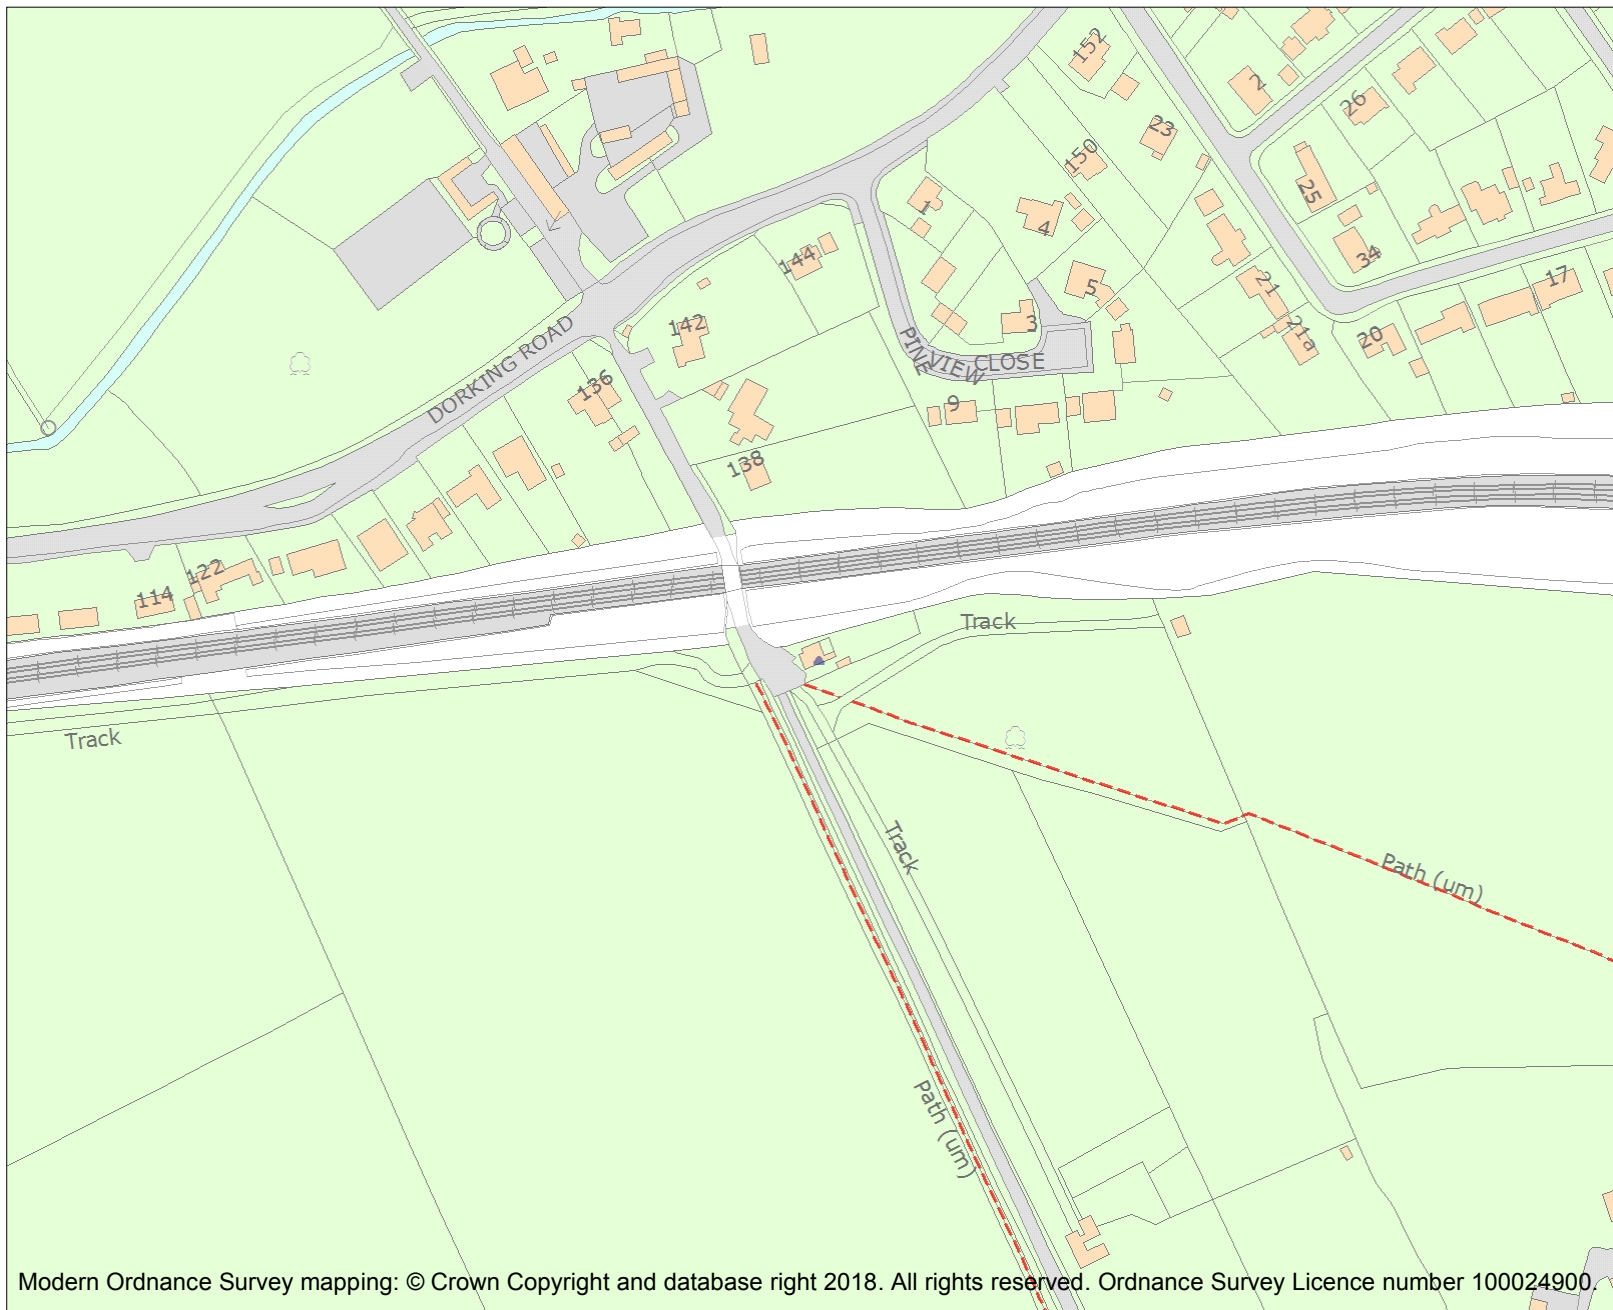 152
2
26
23
150
25
1
4
144
34
5
21
17
142
3
21a
20
DORKING ROAD
PINE VIEW CLOSE
136
9
138
122
114
Track
Track
Track
Path (um)
Path (um)
Modern Ordnance Survey mapping: © Crown Copyright and database right 2018. All rights reserved. Ordnance Survey Licence number 100024900.